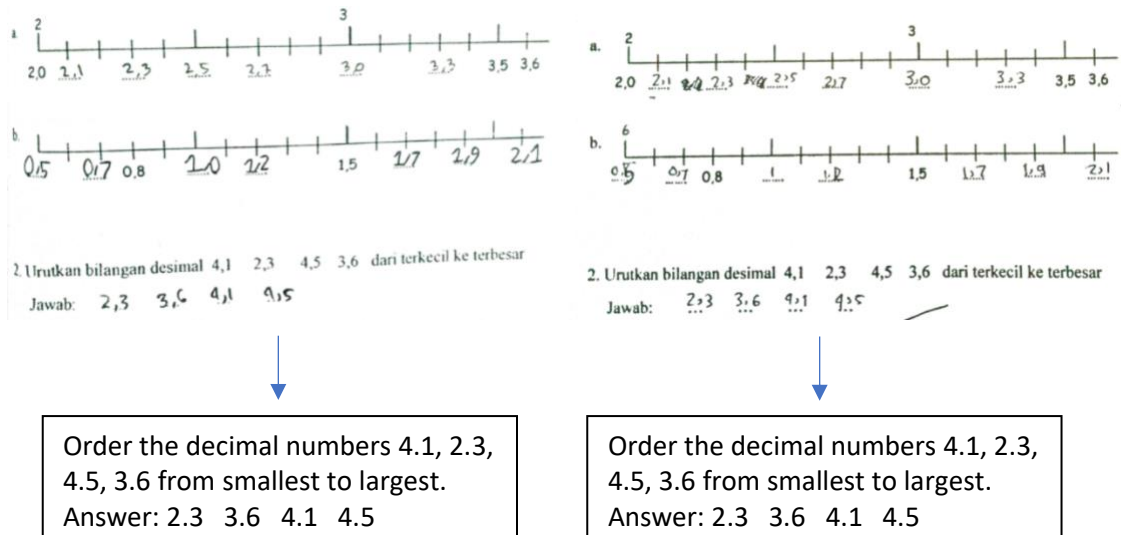 a. 2 3
2,0 2,1 2,3 2,5 2,7 3,0 3,3 3,5 3,6
b.
0,5 0,7 0,8 1,0 1,2 1,5 1,7 1,9 2,1
2. Urutkan bilangan desimal 4,1 2,3 4,5 3,6 dari terkecil ke terbesar
Jawab: 2,3 3,6 4,1 4,5
Order the decimal numbers 4.1, 2.3,
4.5, 3.6 from smallest to largest.
Answer: 2.3 3.6 4.1 4.5
a. 2 3
2,0 2,1 2,3 2,5 2,7 3,0 3,3 3,5 3,6
b. 6
0,5 0,7 0,8 1 1.2 1,5 1,7 1,9 2,1
2. Urutkan bilangan desimal 4,1 2,3 4,5 3,6 dari terkecil ke terbesar
Jawab: 2,3 3,6 4,1 4,5
Order the decimal numbers 4.1, 2.3,
4.5, 3.6 from smallest to largest.
Answer: 2.3 3.6 4.1 4.5